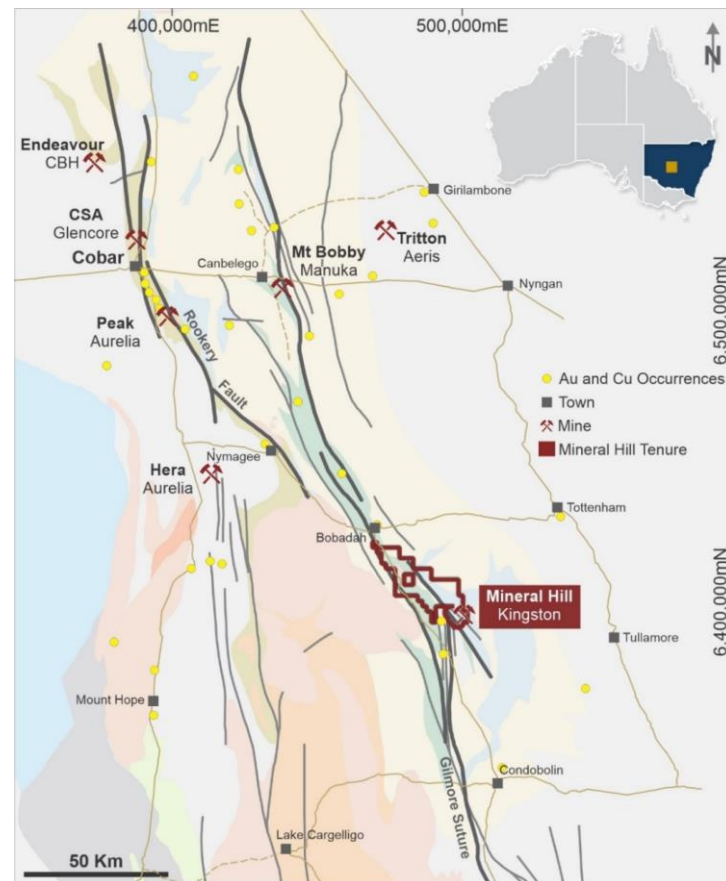 400,000mE
500,000mE
N
Endeavour
CBH
Girilambone
CSA
Glencore
Mt Bobby
Manuka
Tritton
Aeris
Cobar
Canbelego
Nyngan
6,500,000mN
Peak
Aurelia
Rookery
Fault
Au and Cu Occurrences
Town
Mine
Mineral Hill Tenure
Nymagee
Hera
Aurelia
Tottenham
Bobadah
Mineral Hill
Kingston
6,400,000mN
Tullamore
Mount Hope
Gilmore Suture
Condobolin
Lake Cargelligo
50 Km